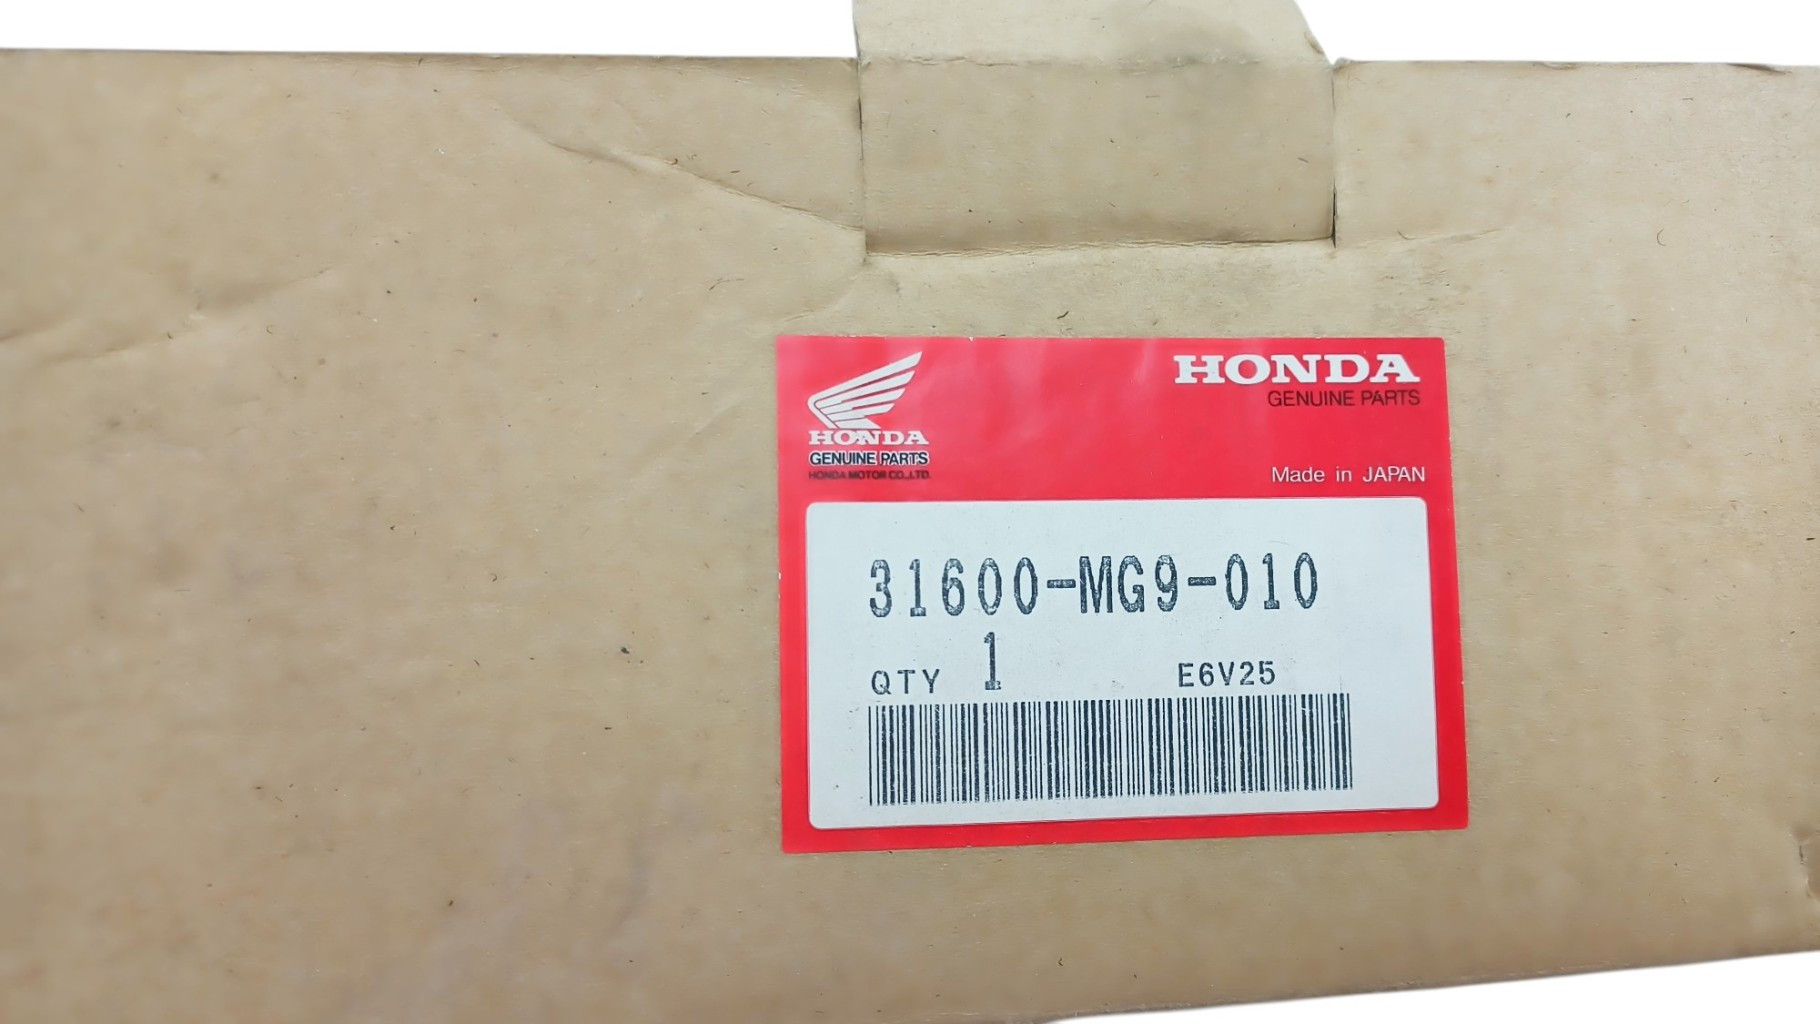 HONDA
GENUINE PARTS
HONDA
GENUINE PARTS
HONDA MOTOR CO.,LTD.
Made in JAPAN
31600-MG9-010
QTY 1 E6V25